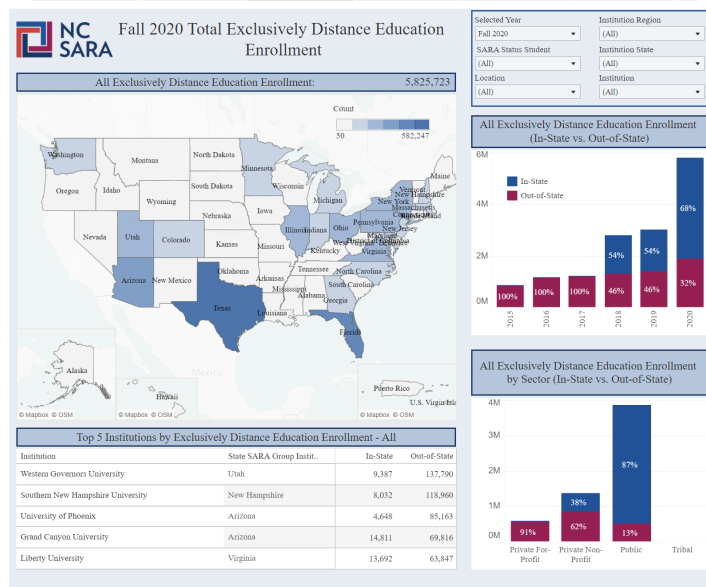 NC
SARA
Fall 2020 Total Exclusively Distance Education
Enrollment
All Exclusively Distance Education Enrollment: 5,825,723
Count
50 582,247
Washington
Montana
North Dakota
Minnesota
Maine
Oregon
Idaho
South Dakota
Wisconsin
Vermont
New Hampshire
Wyoming
Michigan
New York
Massachusetts
Nebraska
Iowa
Pennsylvania
New Jersey
Nevada
Utah
Colorado
Illinois
Indiana
Ohio
Maryland
District of Columbia
Kansas
Missouri
Kentucky
West Virginia
Virginia
Arizona
New Mexico
Oklahoma
Tennessee
North Carolina
Arkansas
South Carolina
Mississippi
Alabama
Georgia
Texas
Louisiana
Florida
Mexico
Alaska
Hawaii
Puerto Rico
U.S. Virgin Isla
© Mapbox © OSM
© Mapbox © OSM
© Mapbox © OSM
Top 5 Institutions by Exclusively Distance Education Enrollment - All
Institution State SARA Group Instit.. In-State Out-of-State
Western Governors University Utah 9,387 137,790
Southern New Hampshire University New Hampshire 8,032 118,960
University of Phoenix Arizona 4,648 85,163
Grand Canyon University Arizona 14,811 69,816
Liberty University Virginia 13,692 63,847
Selected Year Institution Region
Fall 2020 (All)
SARA Status Student Institution State
(All) (All)
Location Institution
(All) (All)
All Exclusively Distance Education Enrollment
(In-State vs. Out-of-State)
6M
In-State
Out-of-State
4M
68%
2M
54% 54%
100% 100% 100% 46% 46% 32%
0M
2015 2016 2017 2018 2019 2020
All Exclusively Distance Education Enrollment
by Sector (In-State vs. Out-of-State)
4M
3M
87%
2M
1M
38%
91% 62% 13%
0M
Private For- Private Non- Public Tribal
Profit Profit